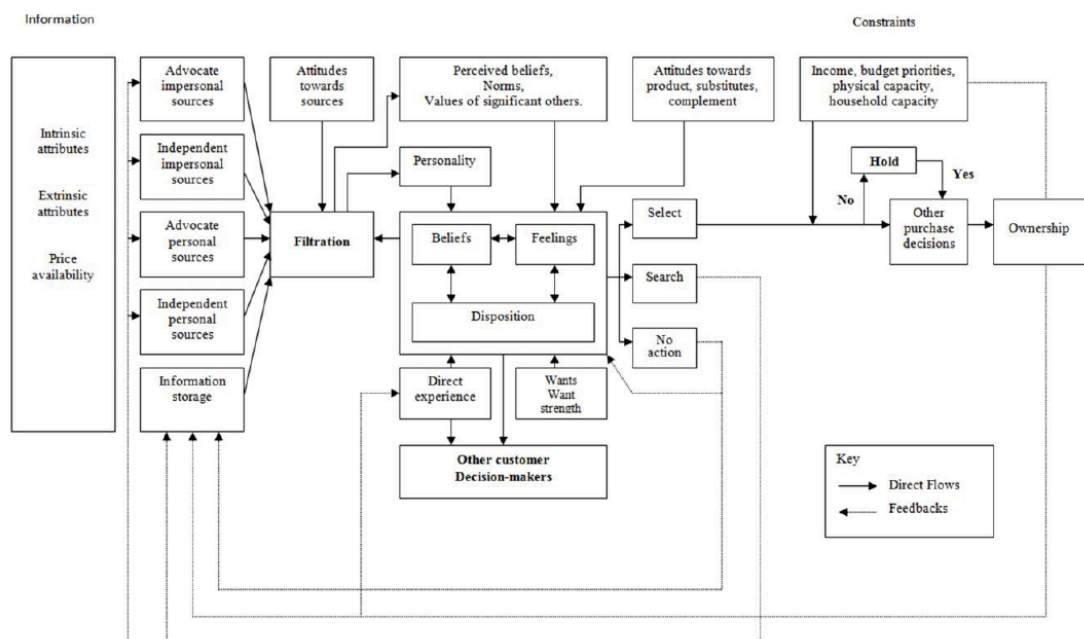 Information
Constraints
Intrinsic
attributes
Extrinsic
attributes
Price
availability
Advocate
impersonal
sources
Independent
impersonal
sources
Advocate
personal
sources
Independent
personal
sources
Information
storage
Attitudes
towards
sources
Filtration
Perceived beliefs,
Norms,
Values of significant others.
Personality
Beliefs
Feelings
Disposition
Direct
experience
Wants
Want
strength
Other customer
Decision-makers
Attitudes towards
product, substitutes,
complement
Select
Search
No
action
Income, budget priorities,
physical capacity,
household capacity
Hold
No
Yes
Other
purchase
decisions
Ownership
Key
Direct Flows
Feedbacks